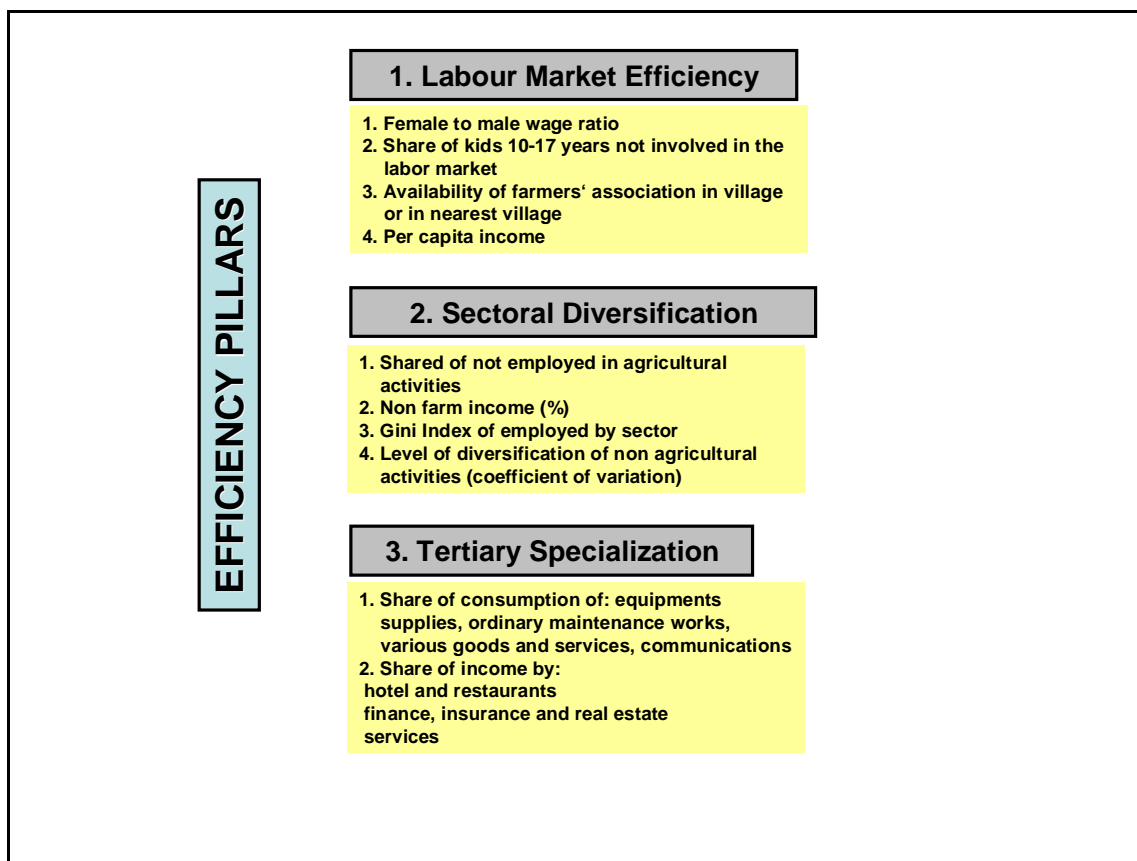 EFFICIENCY PILLARS
1. Labour Market Efficiency
1. Female to male wage ratio
2. Share of kids 10-17 years not involved in the
labor market
3. Availability of farmers‘ association in village
or in nearest village
4. Per capita income
2. Sectoral Diversification
1. Shared of not employed in agricultural
activities
2. Non farm income (%)
3. Gini Index of employed by sector
4. Level of diversification of non agricultural
activities (coefficient of variation)
3. Tertiary Specialization
1. Share of consumption of: equipments
supplies, ordinary maintenance works,
various goods and services, communications
2. Share of income by:
hotel and restaurants
finance, insurance and real estate
services